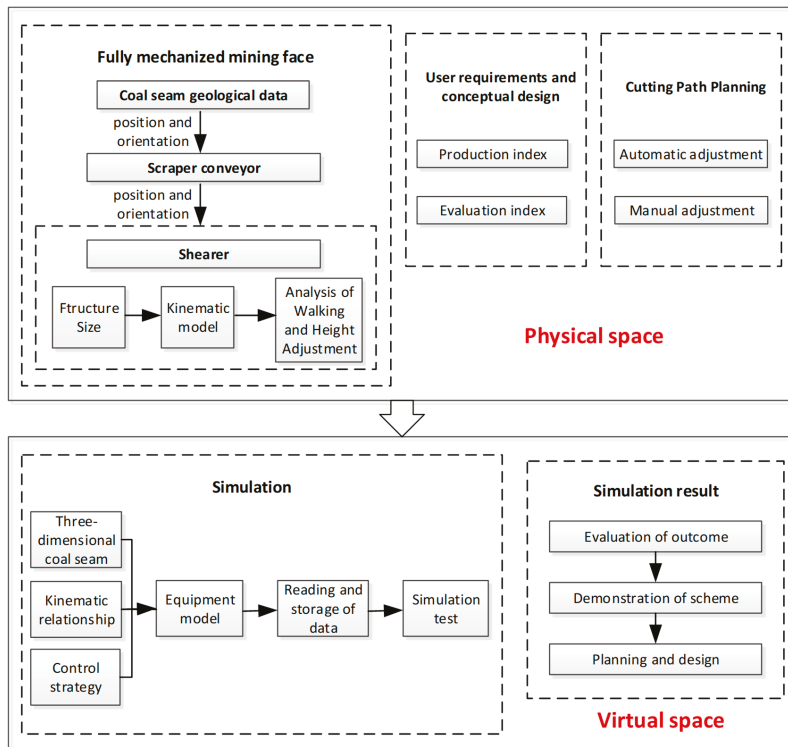 Fully mechanized mining face
Coal seam geological data
position and
orientation
Scraper conveyor
position and
orientation
Shearer
Ftructure
Size
Kinematic
model
Analysis of
Walking
and Height
Adjustment
User requirements and
conceptual design
Production index
Evaluation index
Cutting Path Planning
Automatic adjustment
Manual adjustment
Physical space
Simulation
Three-
dimensional
coal seam
Kinematic
relationship
Control
strategy
Equipment
model
Reading and
storage of
data
Simulation
test
Simulation result
Evaluation of outcome
Demonstration of scheme
Planning and design
Virtual space